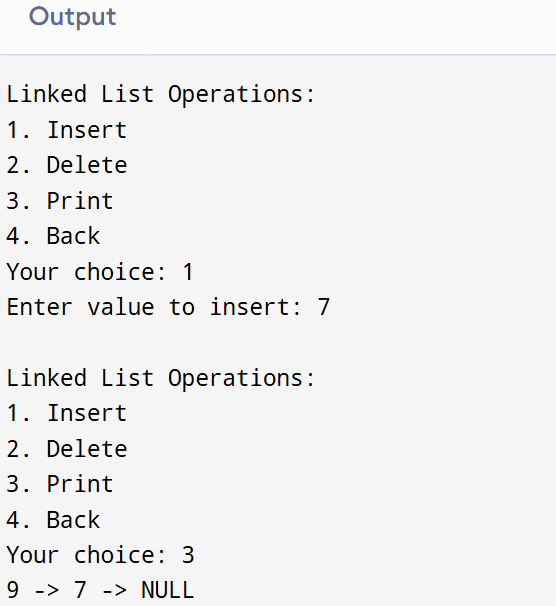 Output
Linked List Operations:
1. Insert
2. Delete
3. Print
4. Back
Your choice: 1
Enter value to insert: 7
Linked List Operations:
1. Insert
2. Delete
3. Print
4. Back
Your choice: 3
9 -> 7 -> NULL